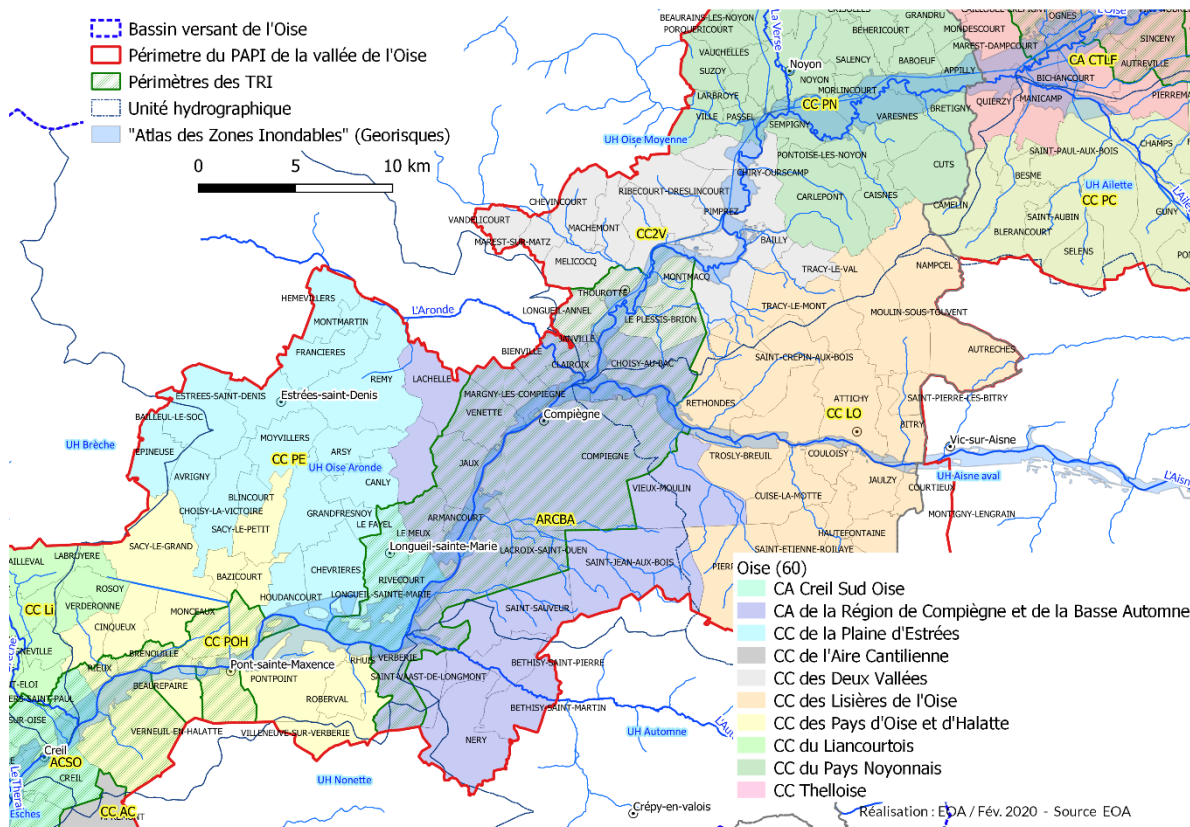 Bassin versant de l'Oise
Périmetre du PAPI de la vallée de l'Oise
Périmètres des TRI
Unité hydrographique
"Atlas des Zones Inondables" (Georisques)
0 5 10 km
BEAURAINS-LES-NOYON
PORQUERICOURT
VAUCHELLES
SUZOY
LARBROYE
VILLE
PASSEL
La Verse
Noyon
NOYON
BÉHERICOURT
GRANDRU
MONDESCOURT
SALENCY
BABOEUF
APPILLY
MORLINCOURT
CC PN
SEMPIGNY
VARESNES
BRETIGNY
PONTOISE-LES-NOYON
CUTS
CARLEPONT
CAISNES
CAMELIN
OGNES
L'Oise
MAREST-DAMPCOURT
CA CTLF
SINCENY
AUTREVILLE
BICHANCOURT
QUIERZY
MANICAMP
PIERREMA
SAINT-PAUL-AUX-BOIS
CHAMPS
BESME
UH Ailette
CC PC
SAINT-AUBIN
BLERANCOURT
GUNY
SELENS
PON
UH Oise Moyenne
CHIRY-OURSCAMP
RIBECOURT-DRESLINCOURT
CHEVINCOURT
PIMPREZ
VANDELICOURT
MACHEMONT
MAREST-SUR-MATZ
CC2V
BAILLY
MELICOCQ
MONTMACQ
TRACY-LE-VAL
NAMPCEL
THOUROTTE
LONGUEIL-ANNEL
LE PLESSIS-BRION
TRACY-LE-MONT
MOULIN-SOUS-TOUVENT
JANVILLE
BIENVILLE
CLAIROIX
CHOISY-AU-BAC
SAINT-CREPIN-AUX-BOIS
AUTRECHES
HEMEVILLERS
MONTMARTIN
L'Aronde
FRANCIERES
REMY
LACHELLE
MARGNY-LES-COMPIEGNE
VENETTE
Compiègne
RETHONDES
ATTICHY
SAINT-PIERRE-LES-BITRY
CC LO
BITRY
Vic-sur-Aisne
ESTREES-SAINT-DENIS
Estrées-saint-Denis
BAILLEUL-LE-SOC
UH Brèche
EPINEUSE
MOYVILLERS
ARSY
CC PE
UH Oise Aronde
AVRIGNY
CANLY
BLINCOURT
CHOISY-LA-VICTOIRE
GRANDFRESNOY
SACY-LE-PETIT
LE FAYEL
JAUX
COMPIEGNE
TROSLY-BREUIL
COULOISY
JAULZY
UH Aisne aval
L'Aisn
COURTIEUX
VIEUX-MOULIN
CUISE-LA-MOTTE
MONTIGNY-LENGRAIN
ARMANCOURT
ARBCA
LE MEUX
HAUTEFONTAINE
LACROIX-SAINT-OUEN
SAINT-ETIENNE-ROILAYE
SAINT-JEAN-AUX-BOIS
PIERR
Longueil-sainte-Marie
SACY-LE-GRAND
LABRUYERE
BAZICOURT
CHEVRIERES
RIVECOURT
HOUDANCOURT
LONGUEIL-SAINTE-MARIE
SAINT-SAUVEUR
AILLEVAL
ROSOY
CC Li
VERDERONNE
MONCEAUX
CINQUEUX
CC POH
BRENOUILLE
NEVILLE
RIEUX
Pont-sainte-Maxence
RHUIS
VERBERIE
BETHISY-SAINT-PIERRE
PONTPOINT
SAINT-VAAST-DE-LONGMONT
BEAUREPAIRE
ROBERVAL
BETHISY-SAINT-MARTIN
VERNEUIL-EN-HALATTE
VILLENEUVE-SUR-VERBERIE
NERY
UH Automne
Creil
ACSO
CREIL
UH Nonette
CC AC
Crépy-en-valois
Esches
Oise (60)
CA Creil Sud Oise
CA de la Région de Compiègne et de la Basse Automne
CC de la Plaine d'Estrées
CC de l'Aire Cantilienne
CC des Deux Vallées
CC des Lisières de l'Oise
CC des Pays d'Oise et d'Halatte
CC du Liancourtois
CC du Pays Noyonnais
CC Thelloise
Réalisation : EOA / Fév. 2020 - Source EOA